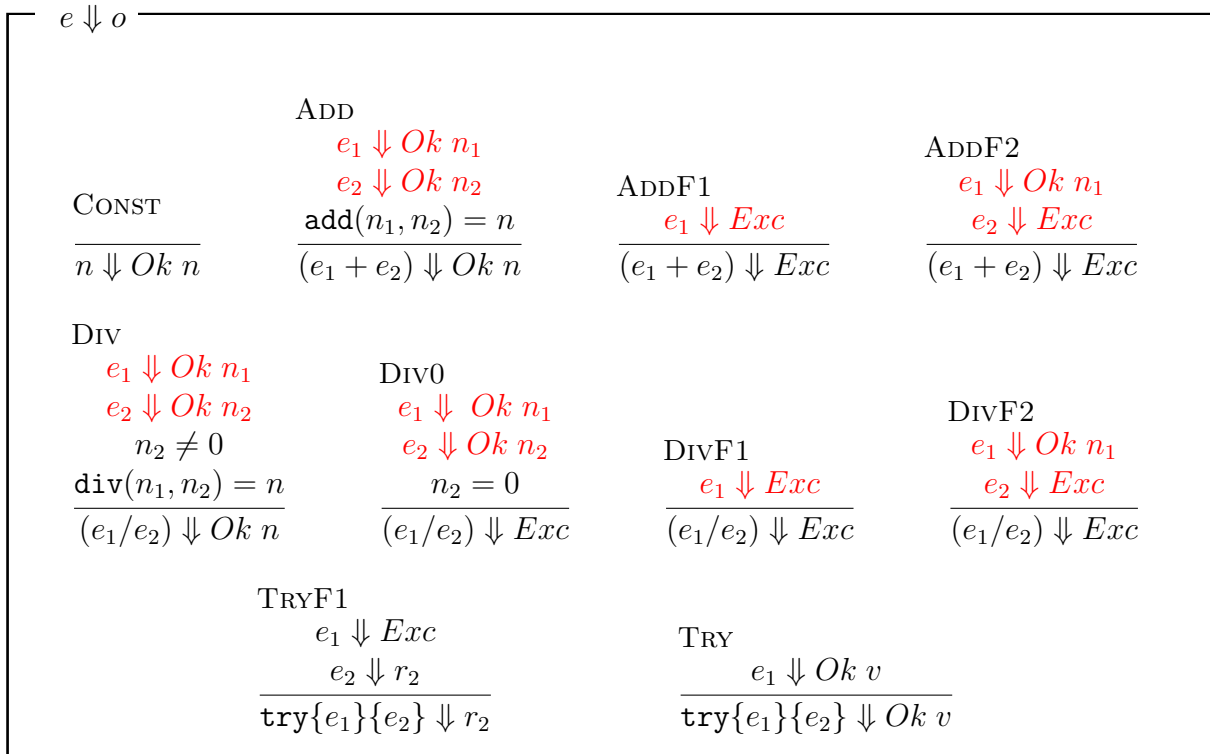 e ⇓ o
CONST
n ⇓ Ok n
ADD
e₁ ⇓ Ok n₁
e₂ ⇓ Ok n₂
add(n₁, n₂) = n
(e₁ + e₂) ⇓ Ok n
ADDF1
e₁ ⇓ Exc
(e₁ + e₂) ⇓ Exc
ADDF2
e₁ ⇓ Ok n₁
e₂ ⇓ Exc
(e₁ + e₂) ⇓ Exc
DIV
e₁ ⇓ Ok n₁
e₂ ⇓ Ok n₂
n₂ ≠ 0
div(n₁, n₂) = n
(e₁/e₂) ⇓ Ok n
DIV0
e₁ ⇓ Ok n₁
e₂ ⇓ Ok n₂
n₂ = 0
(e₁/e₂) ⇓ Exc
DIVF1
e₁ ⇓ Exc
(e₁/e₂) ⇓ Exc
DIVF2
e₁ ⇓ Ok n₁
e₂ ⇓ Exc
(e₁/e₂) ⇓ Exc
TRYF1
e₁ ⇓ Exc
e₂ ⇓ r₂
try{e₁}{e₂} ⇓ r₂
TRY
e₁ ⇓ Ok v
try{e₁}{e₂} ⇓ Ok v